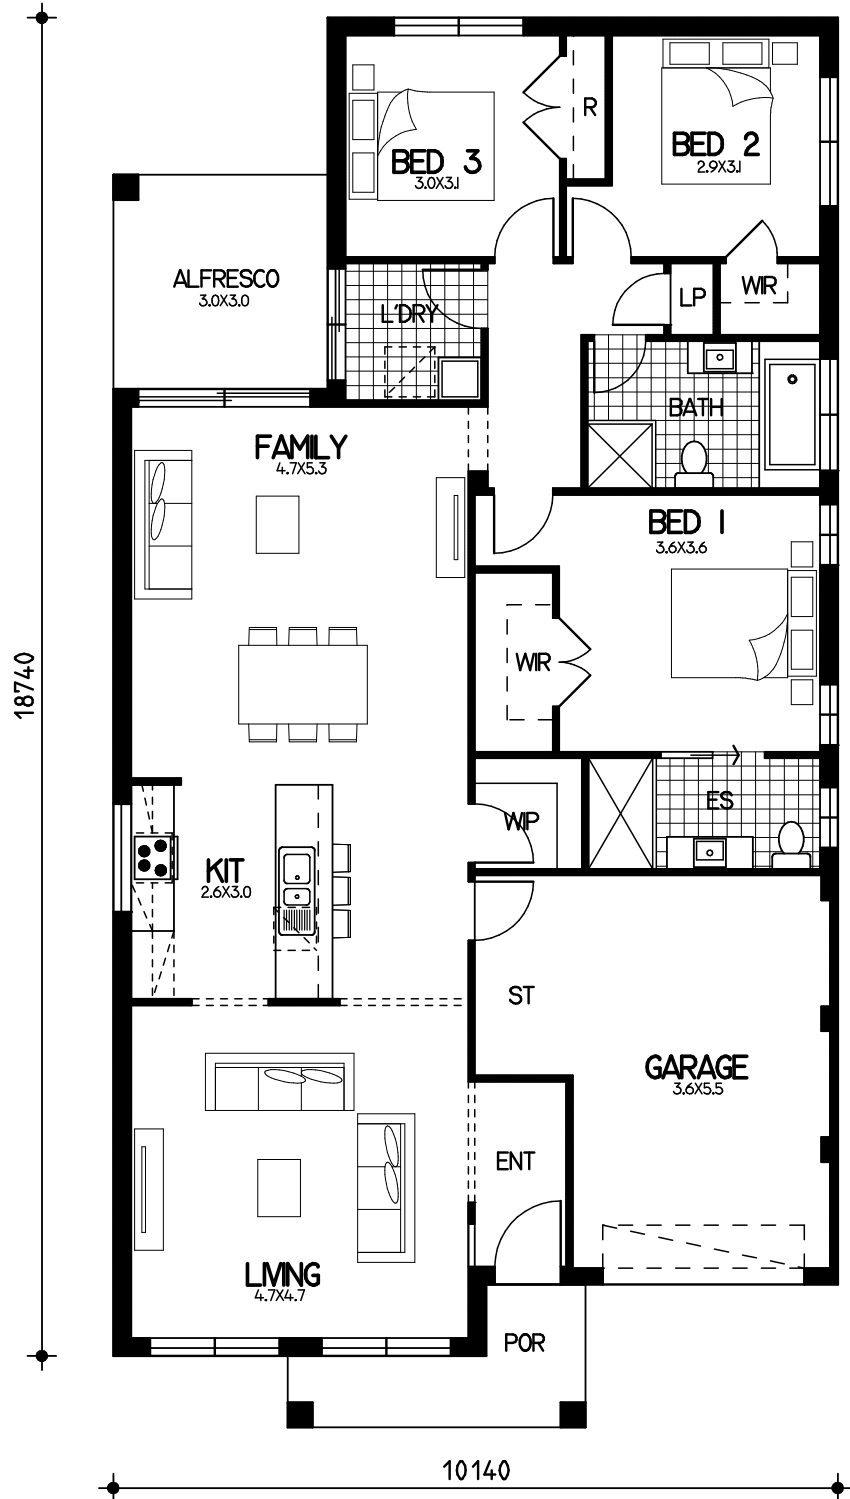 R
BED 3
3.0X3.1
BED 2
2.9X3.1
ALFRESCO
3.0X3.0
L'DRY
LP
WIR
BATH
FAMILY
4.7X5.3
BED 1
3.6X3.6
WIR
18740
WIP
ES
KIT
2.6X3.0
ST
GARAGE
3.6X5.5
ENT
LIVING
4.7X4.7
POR
10140